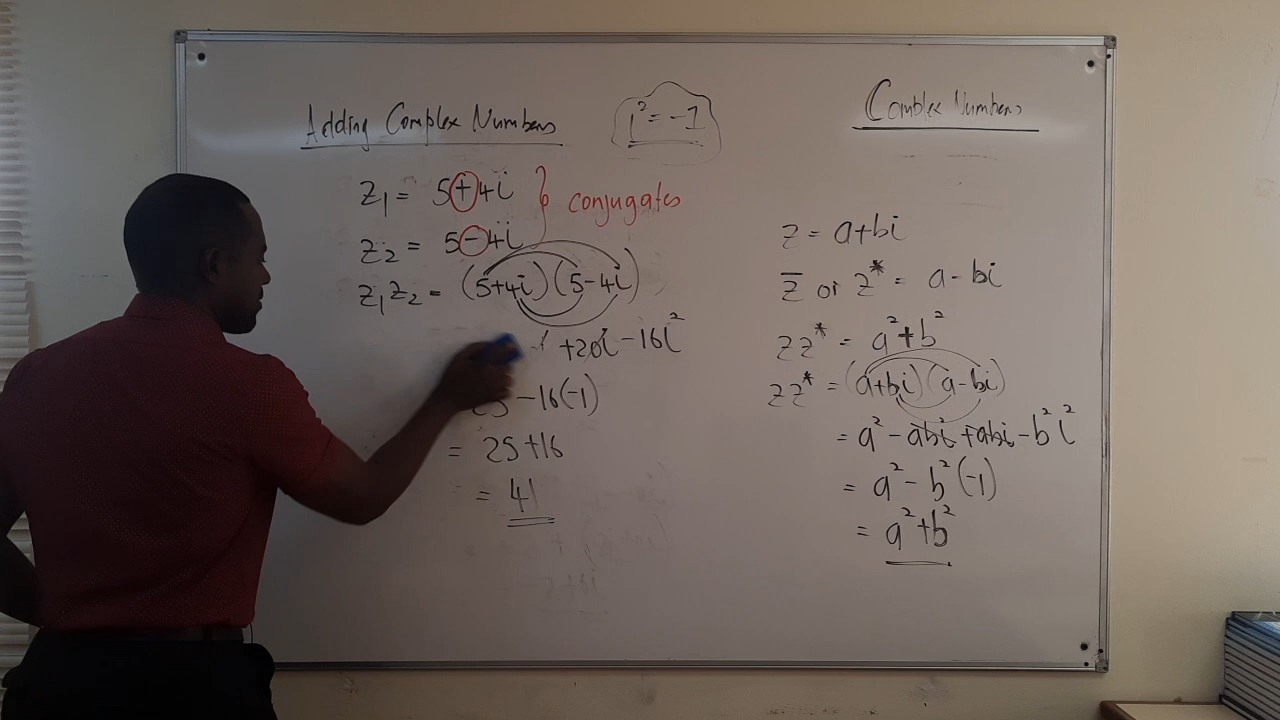 Adding Complex Numbers
i² = -1
z₁ = 5+4i
conjugates
z₂ = 5-4i
z₁z₂ = (5+4i)(5-4i)
+20i-16i²
25-16(-1)
= 25+16
= 41
Complex Numbers
z = a+bi
z̅ or z* = a-bi
zz* = a²+b²
zz* = (a+bi)(a-bi)
= a²-abi+abi-b²i²
= a²-b²(-1)
= a²+b²